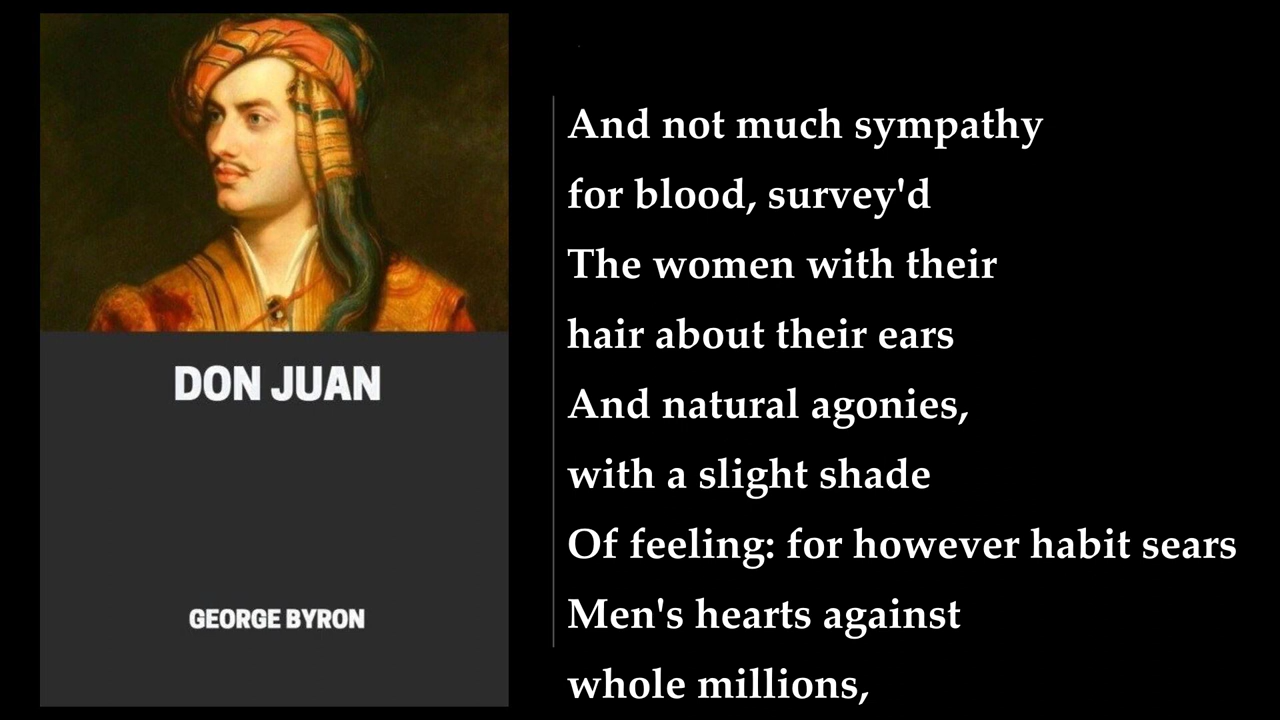 DON JUAN
GEORGE BYRON
And not much sympathy
for blood, survey'd
The women with their
hair about their ears
And natural agonies,
with a slight shade
Of feeling: for however habit sears
Men's hearts against
whole millions,